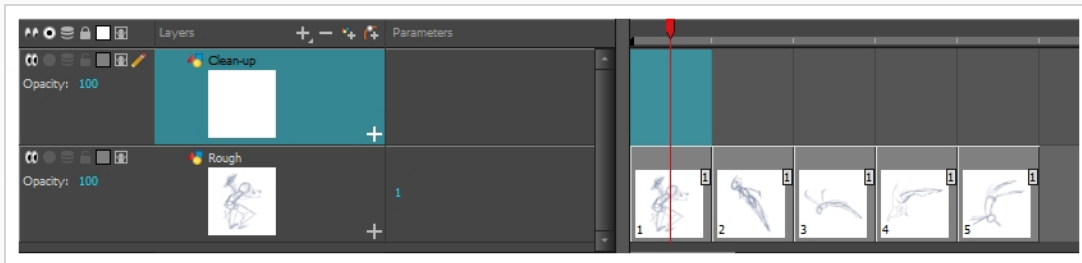 Layers Parameters
Clean-up
Opacity: 100
Rough
Opacity: 100
1
1 1 1 1 1
1 2 3 4 5